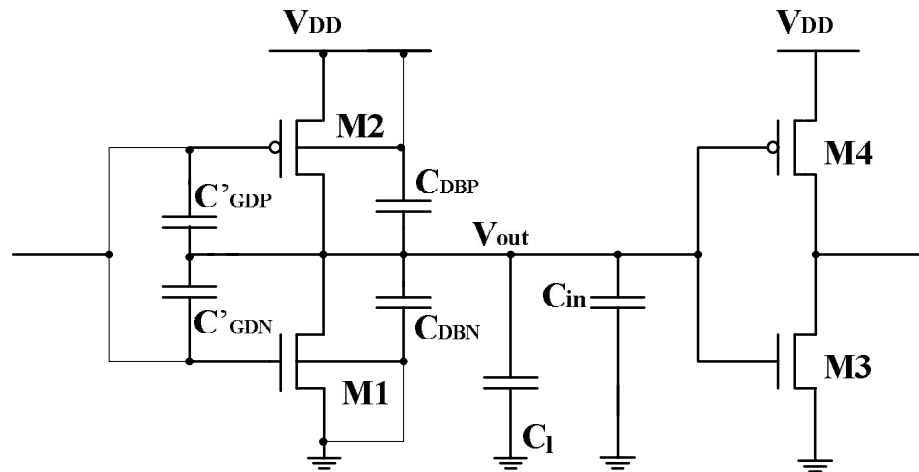 VDD
VDD
M2
M4
C'GDP
CDBP
Vout
Cin
C'GDN
CDBN
M3
M1
Cl